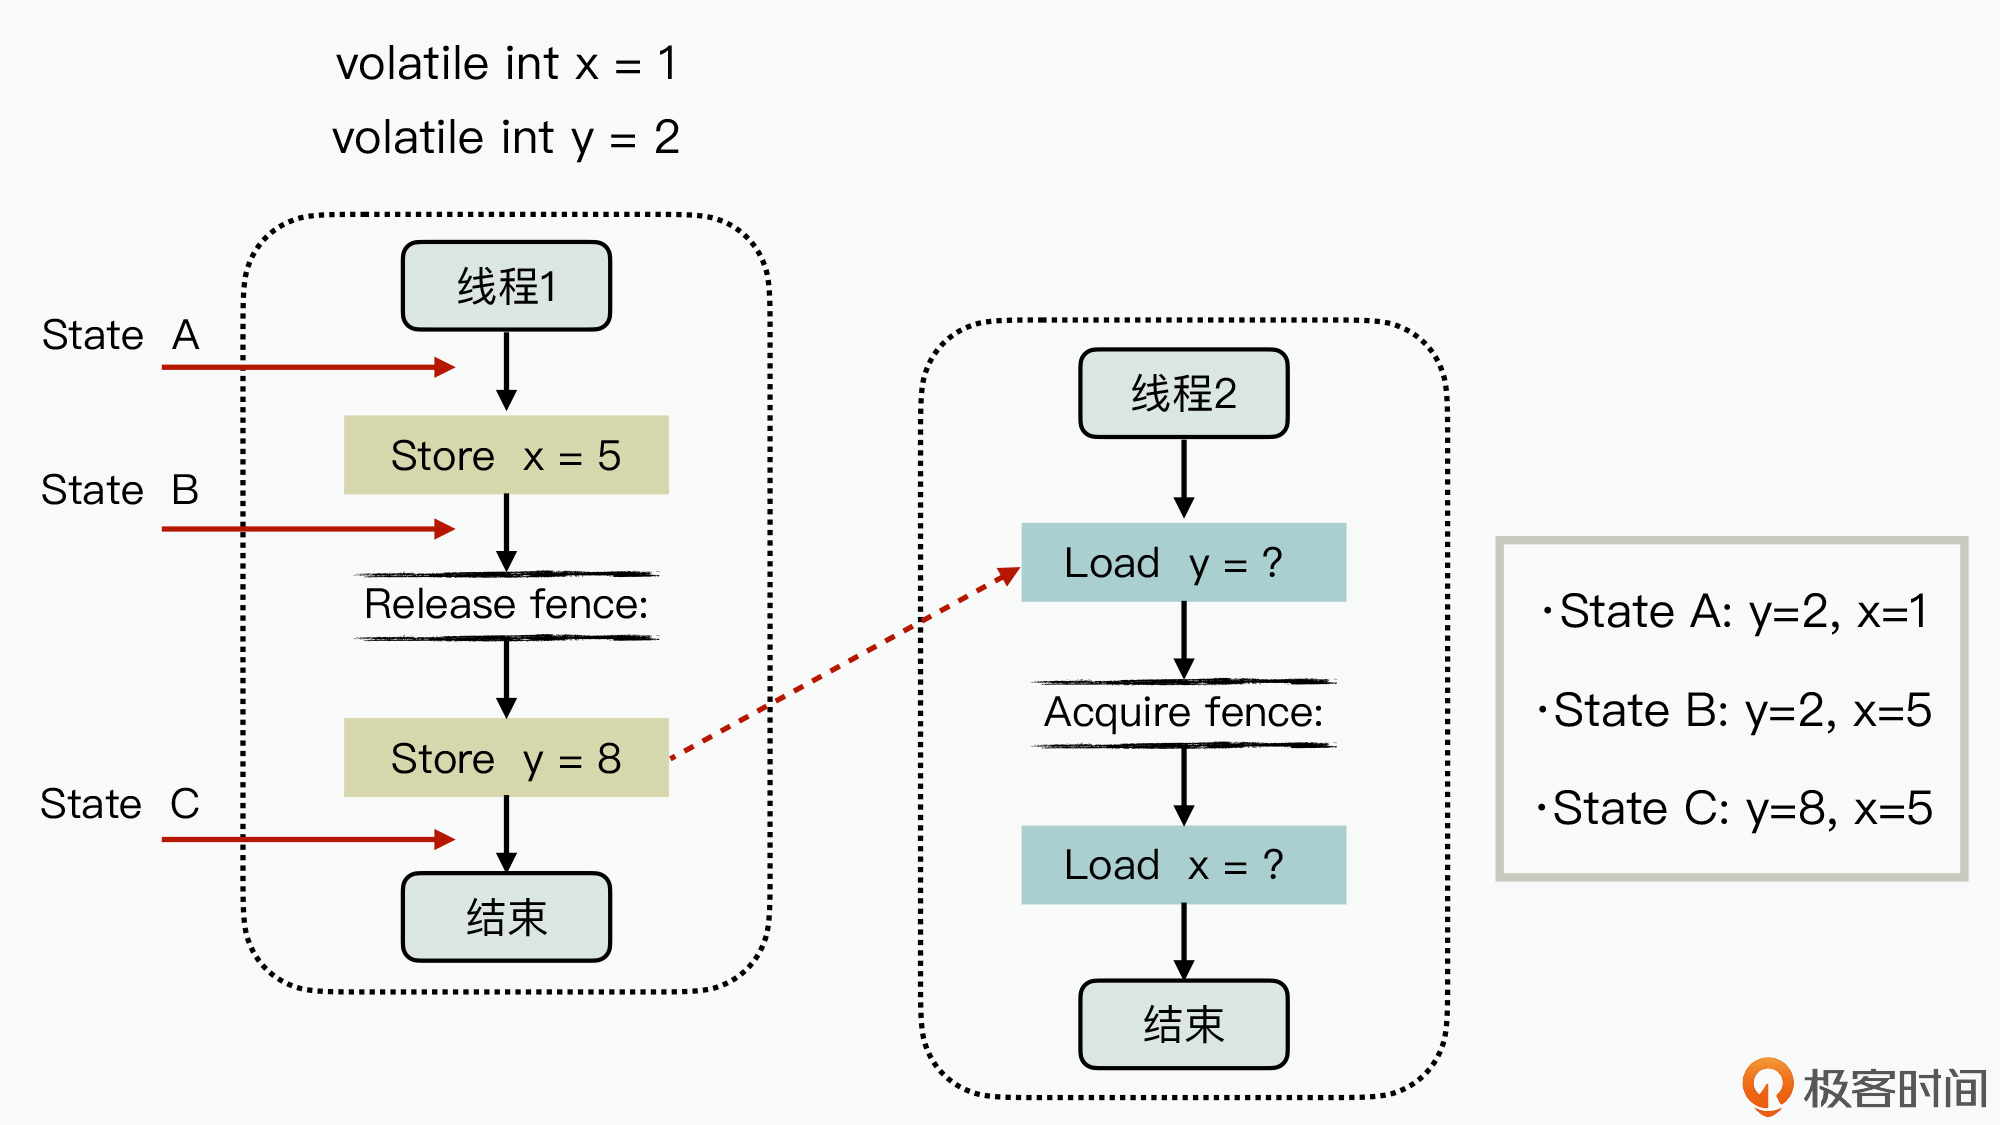 volatile int x = 1
volatile int y = 2
线程1
State A
Store x = 5
State B
Release fence:
Store y = 8
State C
结束
线程2
Load y = ?
Acquire fence:
Load x = ?
结束
·State A: y=2, x=1
·State B: y=2, x=5
·State C: y=8, x=5
极客时间